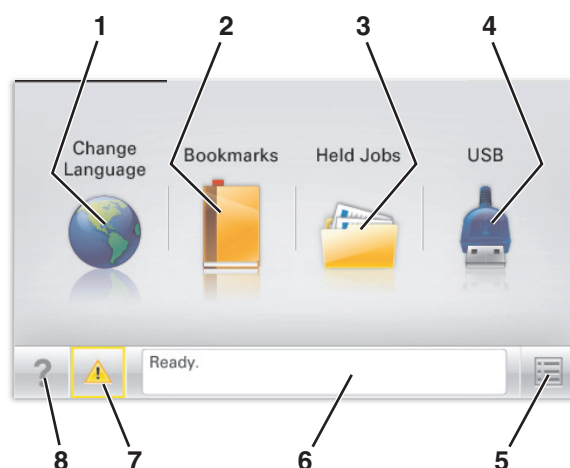 1 2 3 4
Change
Language
Bookmarks
Held Jobs
USB
?
Ready.
8 7 6 5